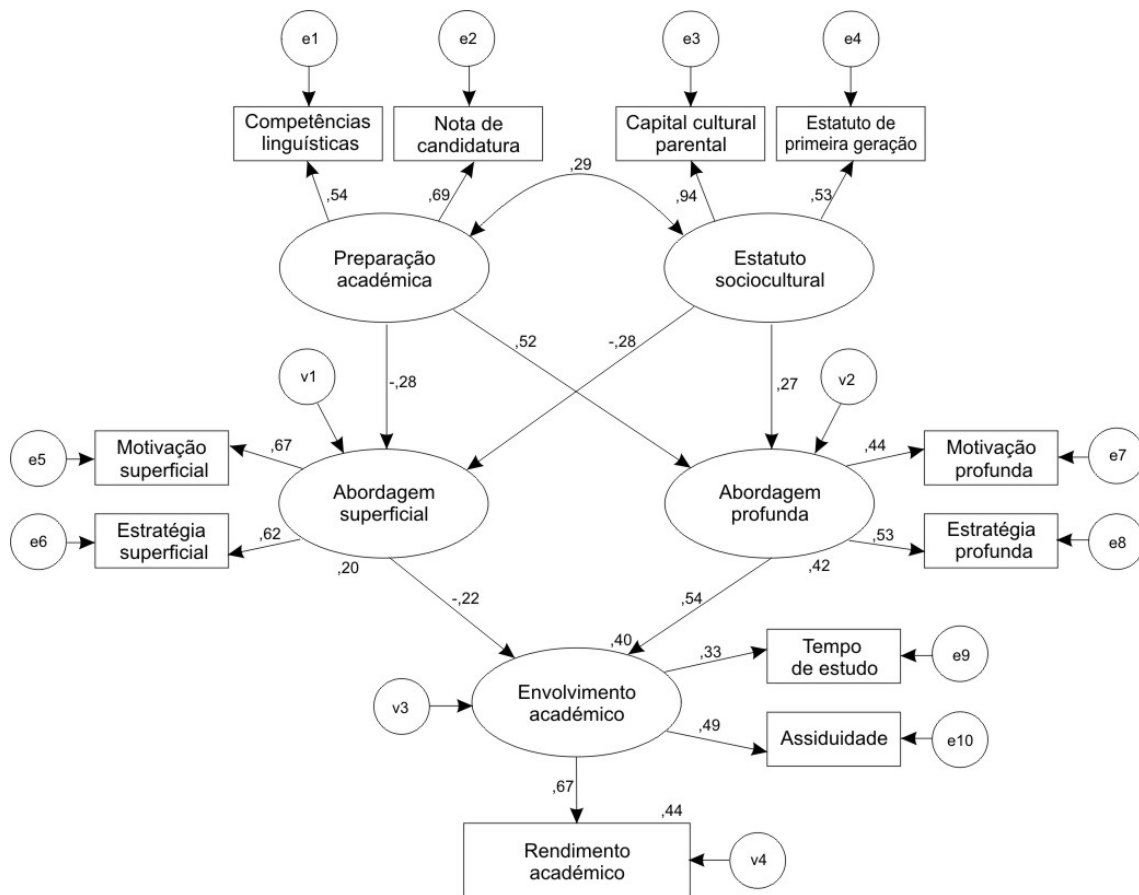 e1
e2
e3
e4
Competências
linguísticas
Nota de
candidatura
Capital cultural
parental
Estatuto de
primeira geração
,54
,69
,29
,94
,53
Preparação
académica
Estatuto
sociocultural
,52
-,28
-,28
,27
v1
v2
e5
Motivação
superficial
,67
Abordagem
superficial
Abordagem
profunda
,44
Motivação
profunda
e7
e6
Estratégia
superficial
,62
,53
Estratégia
profunda
e8
,20
-,22
,54
,42
,40
,33
Tempo
de estudo
e9
v3
Envolvimento
académico
,49
Assiduidade
e10
,67
,44
Rendimento
académico
v4